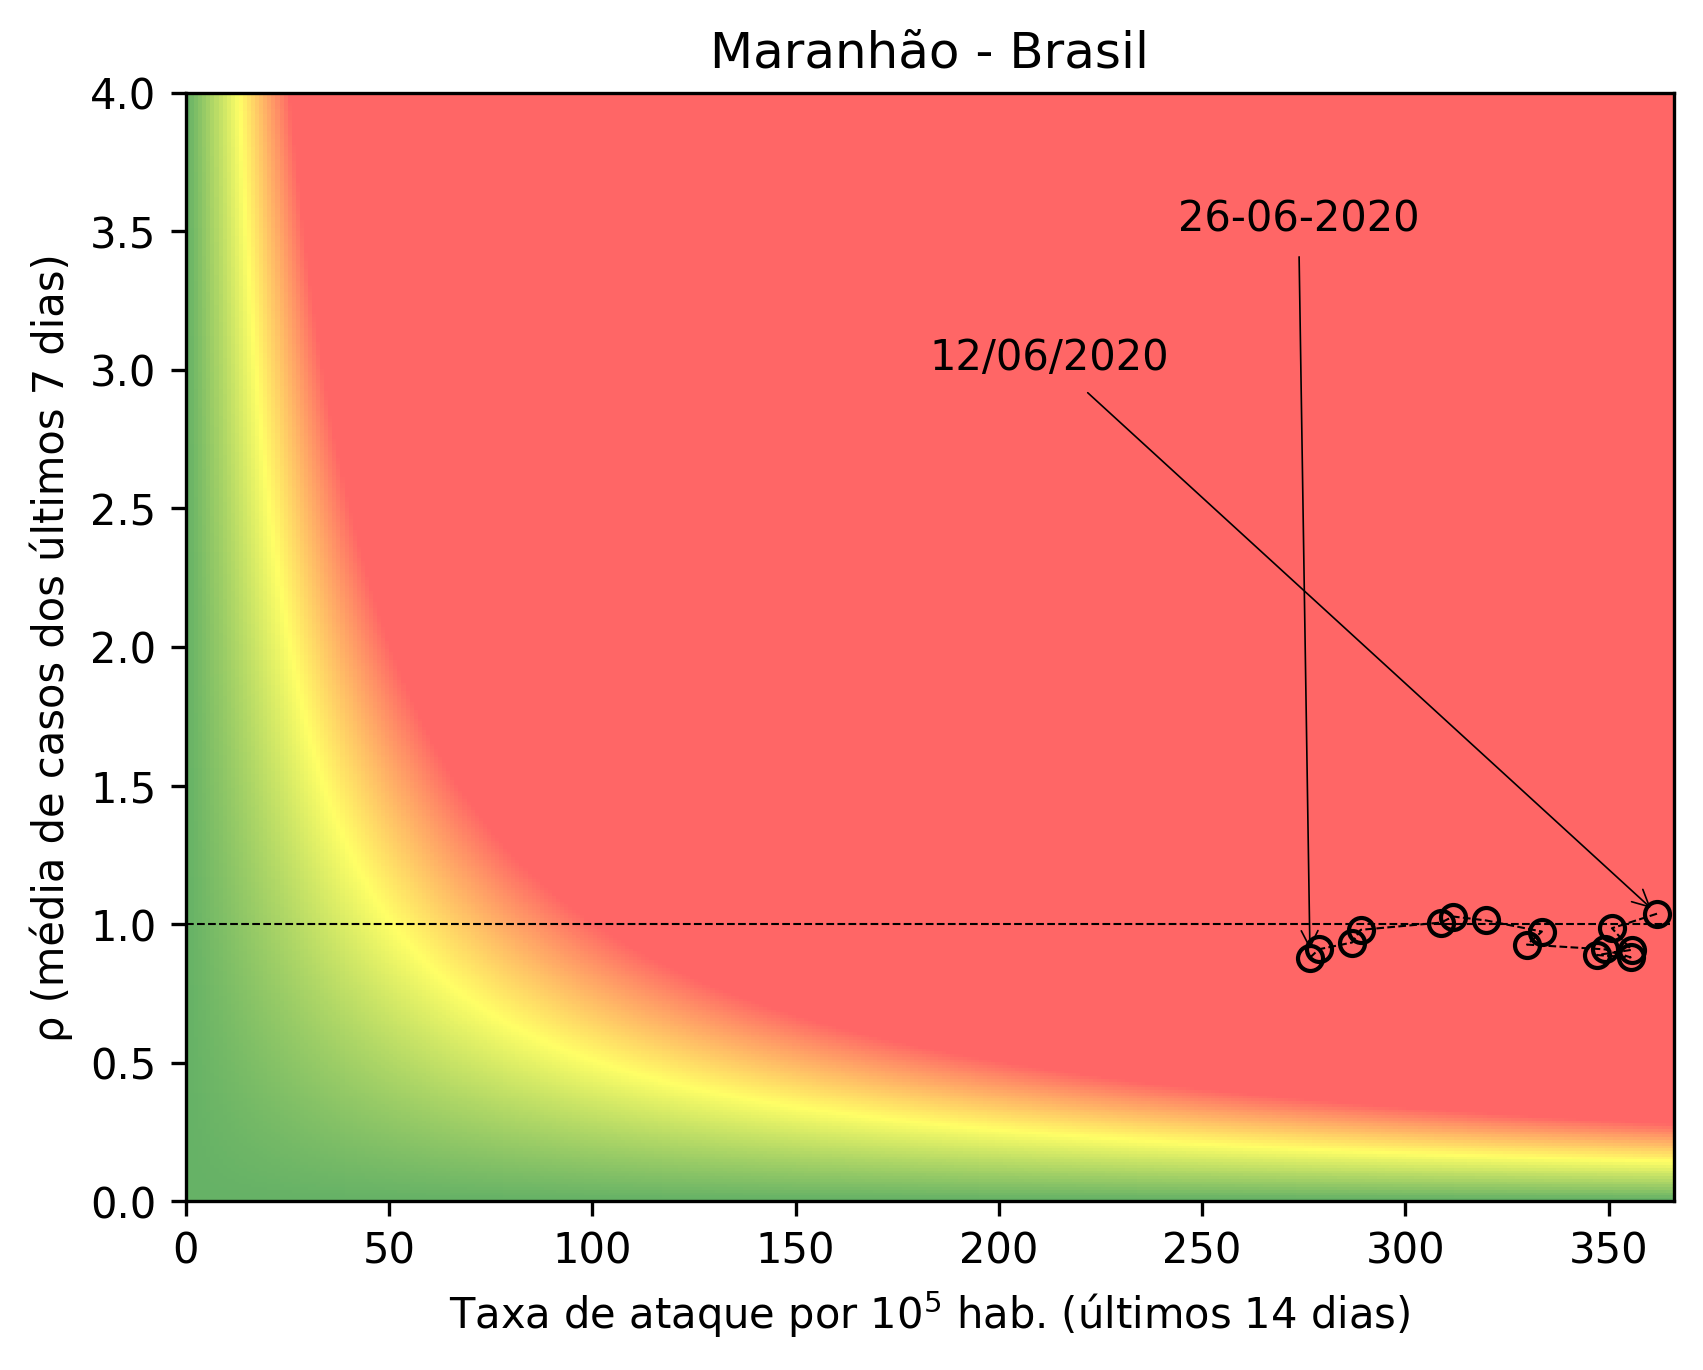 Maranhão - Brasil
4.0
3.5
3.0
2.5
2.0
1.5
1.0
0.5
0.0
ρ (média de casos dos últimos 7 dias)
26-06-2020
12/06/2020
0 50 100 150 200 250 300 350
Taxa de ataque por 10⁵ hab. (últimos 14 dias)